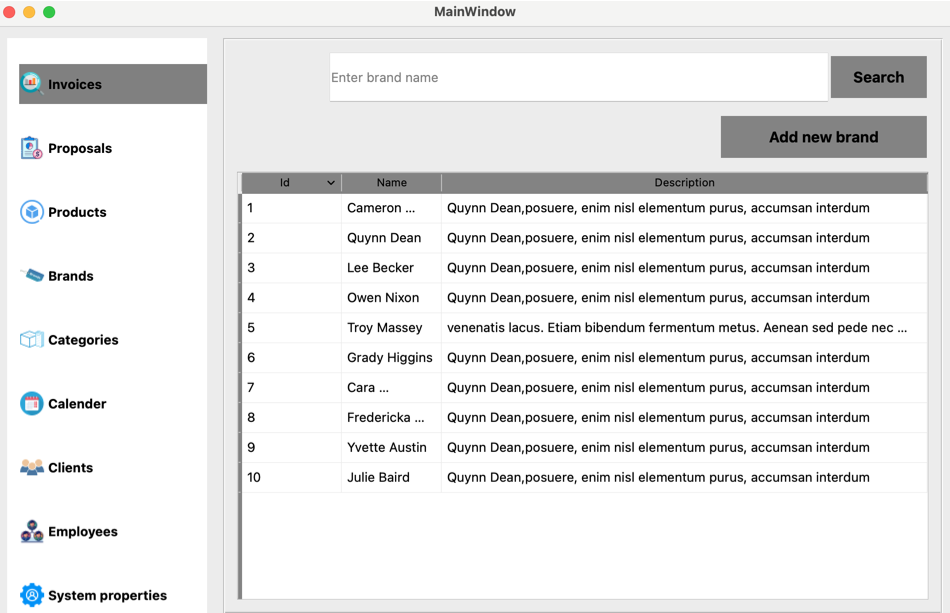 MainWindow
Invoices
Proposals
Products
Brands
Categories
Calender
Clients
Employees
System properties
Enter brand name
Search
Add new brand
Id Name Description
1 Cameron ... Quynn Dean,posuere, enim nisl elementum purus, accumsan interdum
2 Quynn Dean Quynn Dean,posuere, enim nisl elementum purus, accumsan interdum
3 Lee Becker Quynn Dean,posuere, enim nisl elementum purus, accumsan interdum
4 Owen Nixon Quynn Dean,posuere, enim nisl elementum purus, accumsan interdum
5 Troy Massey venenatis lacus. Etiam bibendum fermentum metus. Aenean sed pede nec ...
6 Grady Higgins Quynn Dean,posuere, enim nisl elementum purus, accumsan interdum
7 Cara ... Quynn Dean,posuere, enim nisl elementum purus, accumsan interdum
8 Fredericka ... Quynn Dean,posuere, enim nisl elementum purus, accumsan interdum
9 Yvette Austin Quynn Dean,posuere, enim nisl elementum purus, accumsan interdum
10 Julie Baird Quynn Dean,posuere, enim nisl elementum purus, accumsan interdum